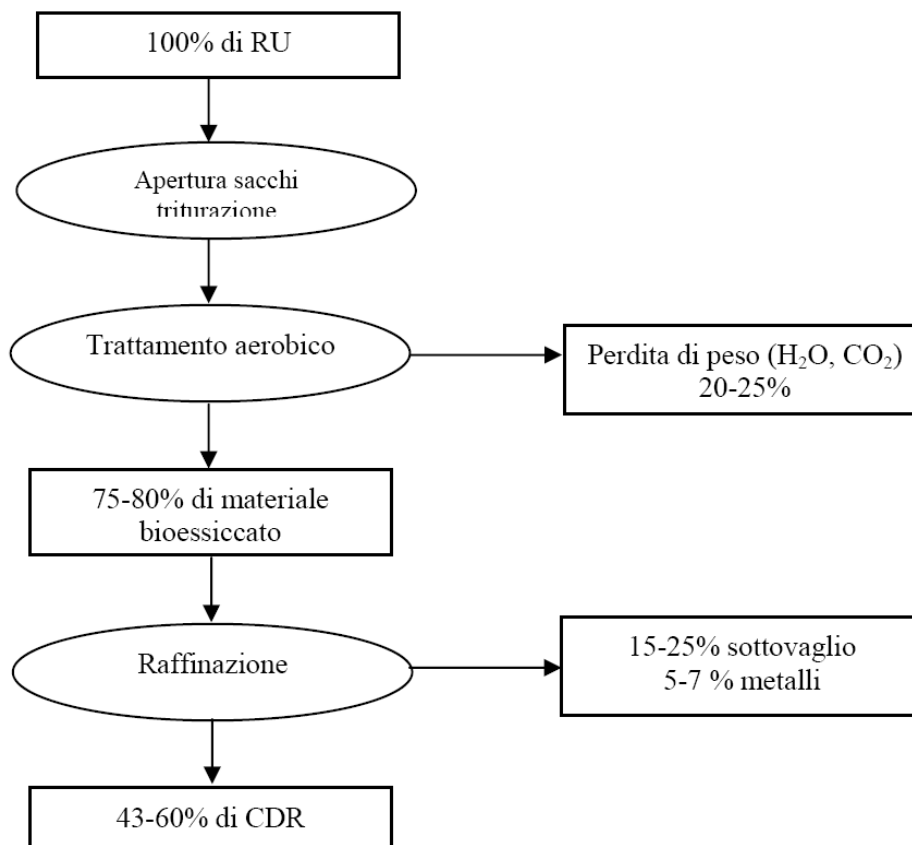 100% di RU
Apertura sacchi
triturazione
Trattamento aerobico
Perdita di peso (H₂O, CO₂)
20-25%
75-80% di materiale
bioessiccato
Raffinazione
15-25% sottovaglio
5-7 % metalli
43-60% di CDR